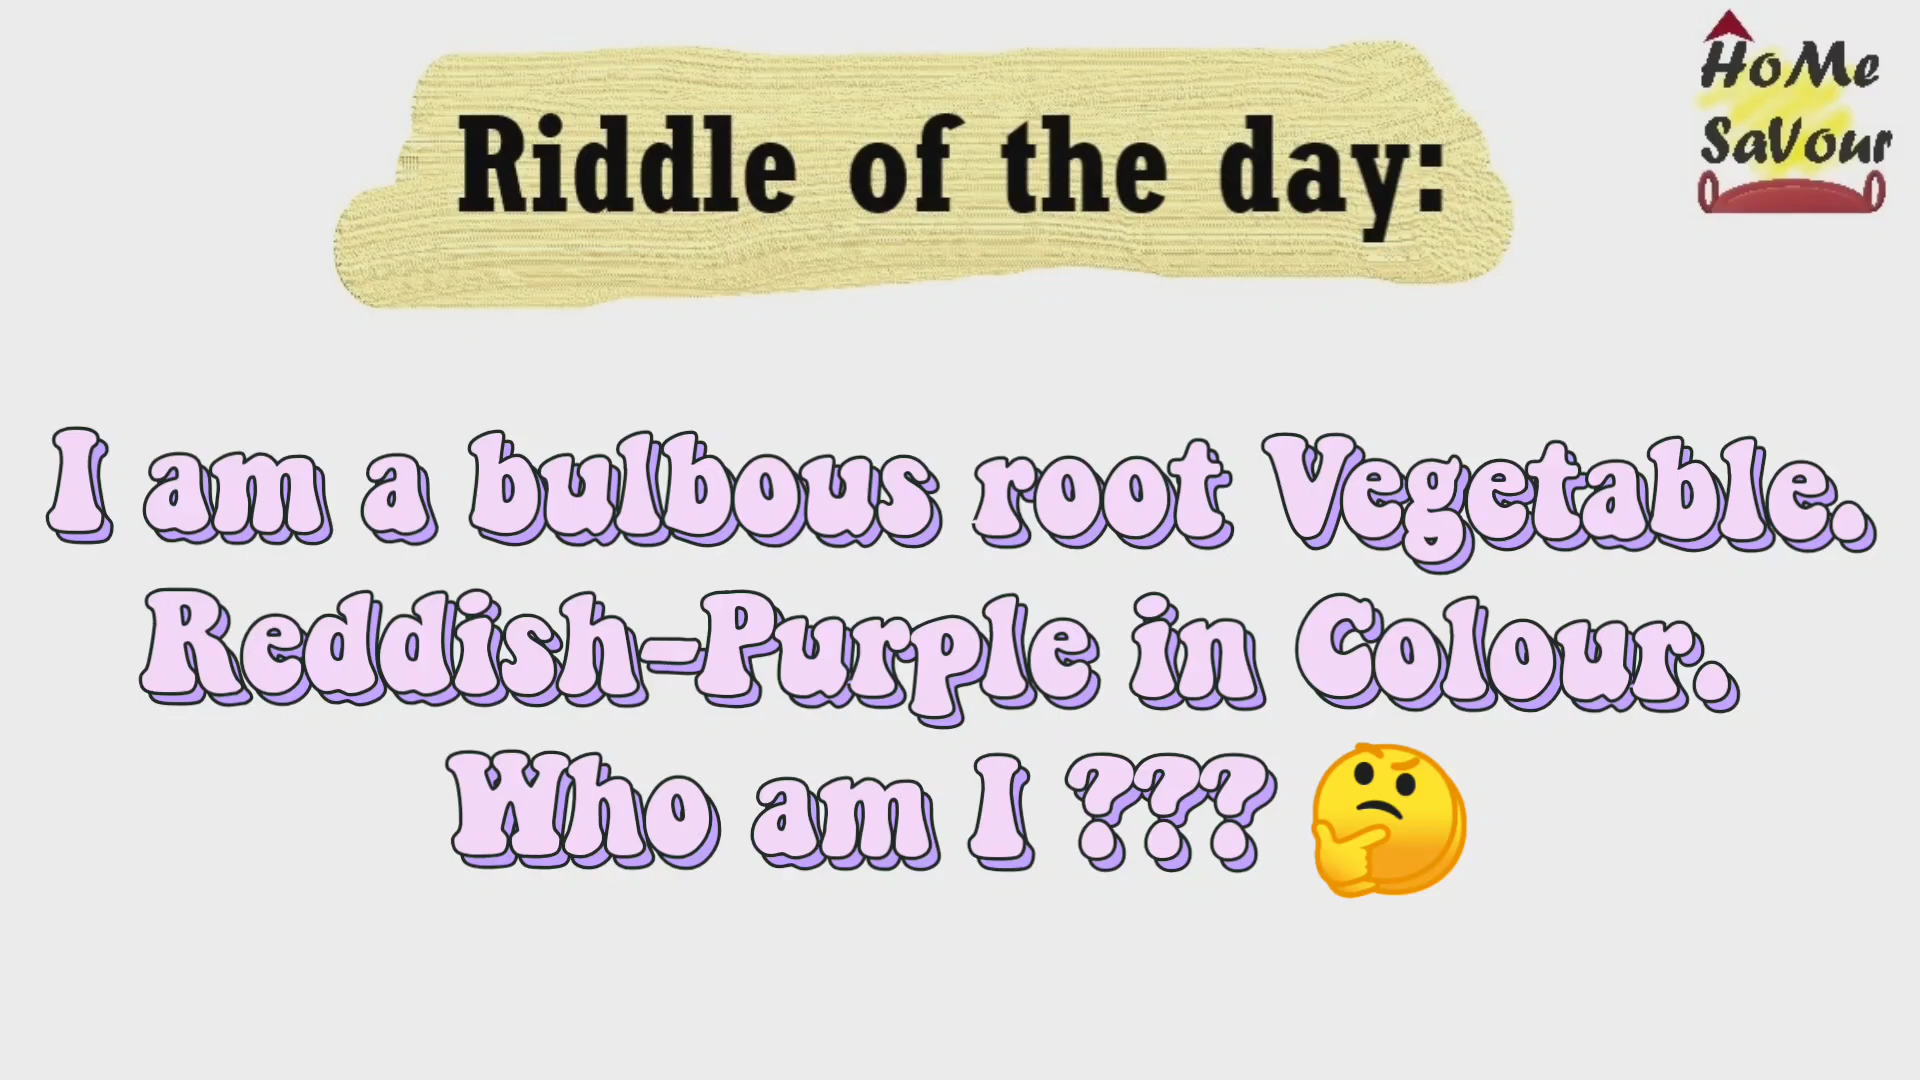 HoMe
SaVour
Riddle of the day:
I am a bulbous root Vegetable.
Reddish-Purple in Colour.
Who am I ???